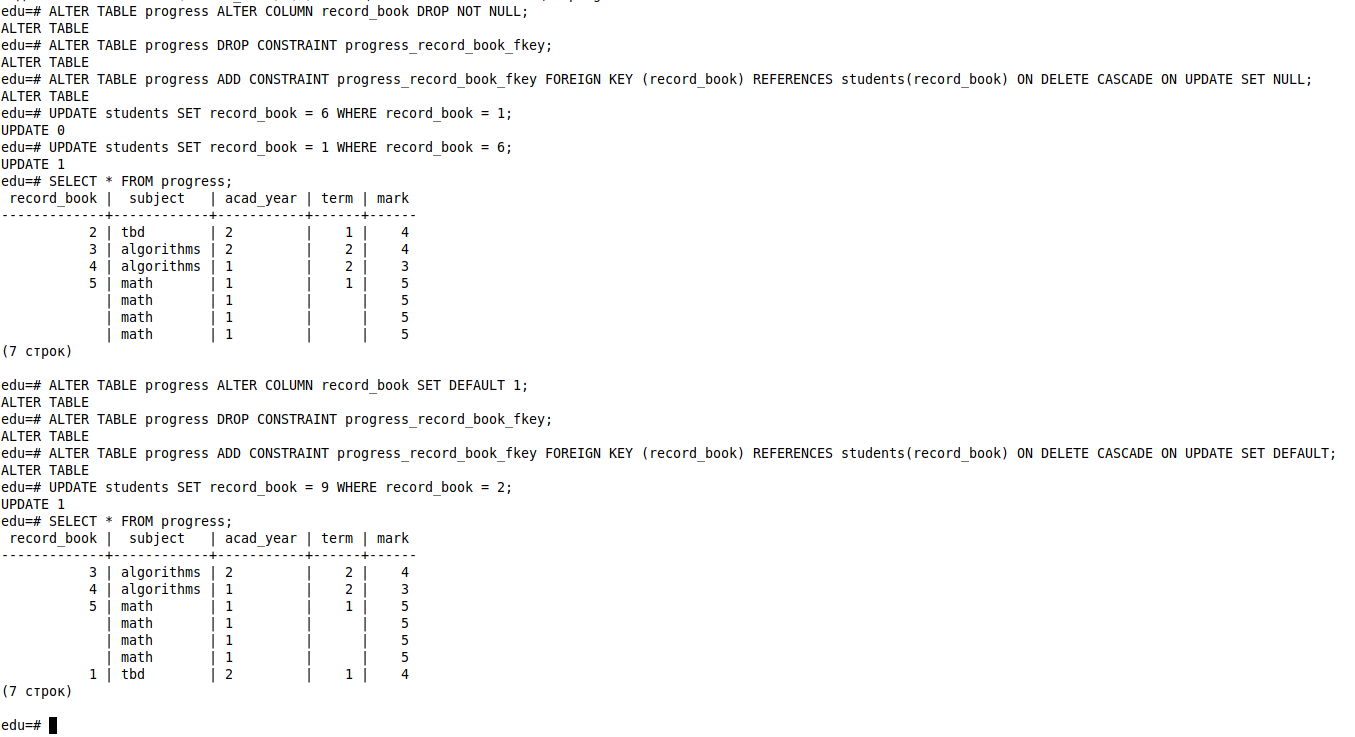 edu=# ALTER TABLE progress ALTER COLUMN record_book DROP NOT NULL;
ALTER TABLE
edu=# ALTER TABLE progress DROP CONSTRAINT progress_record_book_fkey;
ALTER TABLE
edu=# ALTER TABLE progress ADD CONSTRAINT progress_record_book_fkey FOREIGN KEY (record_book) REFERENCES students(record_book) ON DELETE CASCADE ON UPDATE SET NULL;
ALTER TABLE
edu=# UPDATE students SET record_book = 6 WHERE record_book = 1;
UPDATE 0
edu=# UPDATE students SET record_book = 1 WHERE record_book = 6;
UPDATE 1
edu=# SELECT * FROM progress;
 record_book |  subject   | acad_year | term | mark
-------------+------------+-----------+------+------
           2 | tbd        | 2         |    1 |    4
           3 | algorithms | 2         |    2 |    4
           4 | algorithms | 1         |    2 |    3
           5 | math       | 1         |    1 |    5
             | math       | 1         |      |    5
             | math       | 1         |      |    5
             | math       | 1         |      |    5
(7 строк)

edu=# ALTER TABLE progress ALTER COLUMN record_book SET DEFAULT 1;
ALTER TABLE
edu=# ALTER TABLE progress DROP CONSTRAINT progress_record_book_fkey;
ALTER TABLE
edu=# ALTER TABLE progress ADD CONSTRAINT progress_record_book_fkey FOREIGN KEY (record_book) REFERENCES students(record_book) ON DELETE CASCADE ON UPDATE SET DEFAULT;
ALTER TABLE
edu=# UPDATE students SET record_book = 9 WHERE record_book = 2;
UPDATE 1
edu=# SELECT * FROM progress;
 record_book |  subject   | acad_year | term | mark
-------------+------------+-----------+------+------
           3 | algorithms | 2         |    2 |    4
           4 | algorithms | 1         |    2 |    3
           5 | math       | 1         |    1 |    5
             | math       | 1         |      |    5
             | math       | 1         |      |    5
             | math       | 1         |      |    5
           1 | tbd        | 2         |    1 |    4
(7 строк)

edu=#